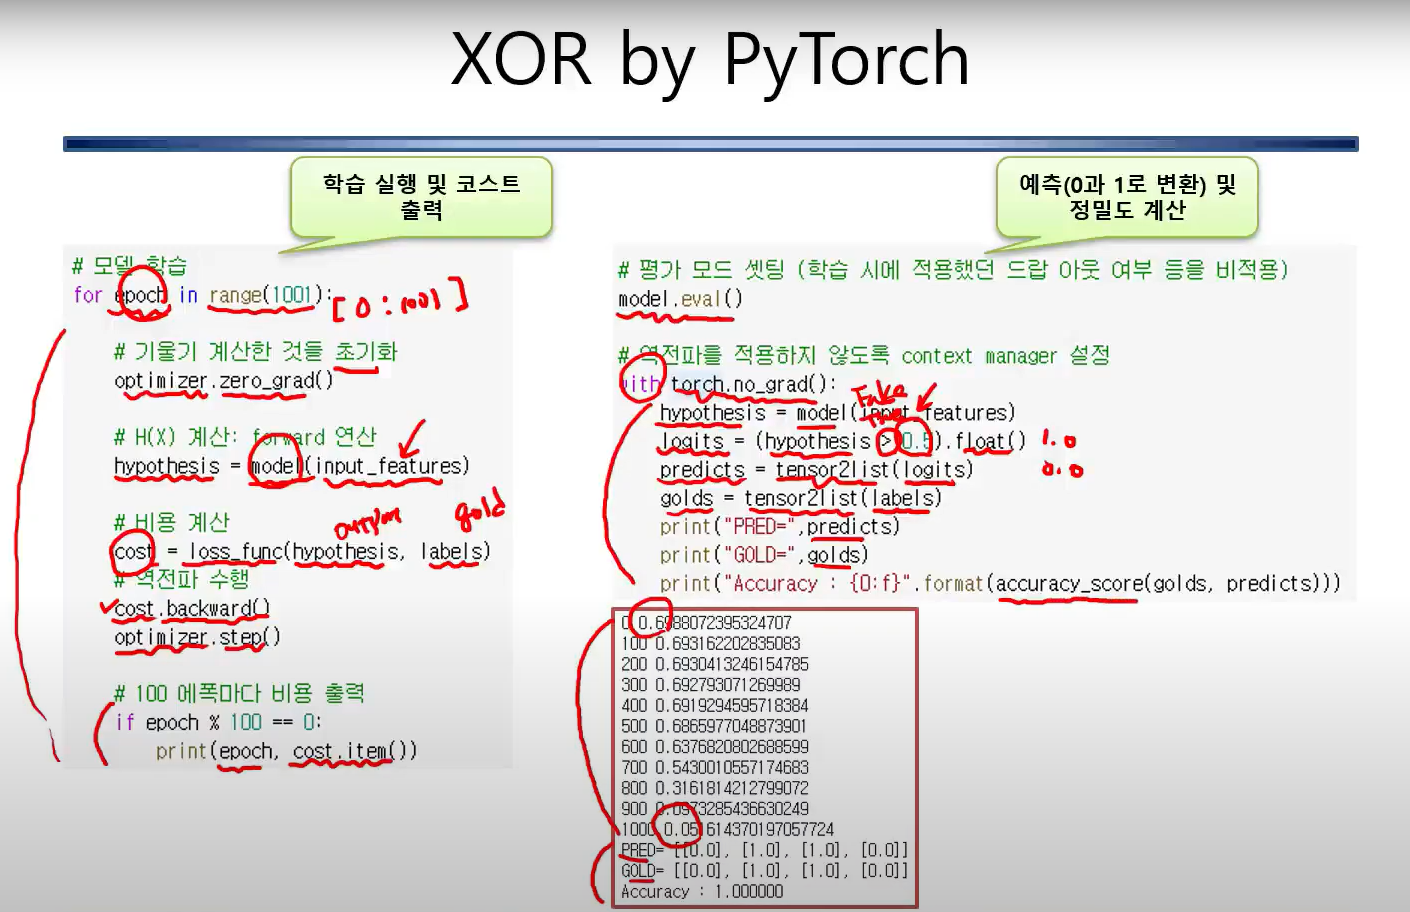 XOR by PyTorch
학습 실행 및 코스트
출력
# 모델 학습
for epoch in range(1001):
[0 : 1001]
# 기울기 계산한 것들 초기화
optimizer.zero_grad()
# H(X) 계산: forward 연산
hypothesis = model(input_features)
# 비용 계산
output
gold
cost = loss_func(hypothesis, labels)
# 역전파 수행
cost.backward()
optimizer.step()
# 100 에폭마다 비용 출력
if epoch % 100 == 0:
print(epoch, cost.item())
예측(0과 1로 변환) 및
정밀도 계산
# 평가 모드 셋팅 (학습 시에 적용했던 드랍 아웃 여부 등을 비적용)
model.eval()
# 역전파를 적용하지 않도록 context manager 설정
with torch.no_grad():
hypothesis = model(input_features)
logits = (hypothesis > 0.5).float()
1.0
predicts = tensor2list(logits)
0.0
golds = tensor2list(labels)
print("PRED=",predicts)
print("GOLD=",golds)
print("Accuracy : {0:f}".format(accuracy_score(golds, predicts)))
0 0.6988072395324707
100 0.693162202835083
200 0.6930413246154785
300 0.692793071269989
400 0.6919294595718384
500 0.6865977048873901
600 0.6376820802688599
700 0.5430010557174683
800 0.3161814212799072
900 0.0973285436630249
1000 0.051614370197057724
PRED= [[0.0], [1.0], [1.0], [0.0]]
GOLD= [[0.0], [1.0], [1.0], [0.0]]
Accuracy : 1.000000